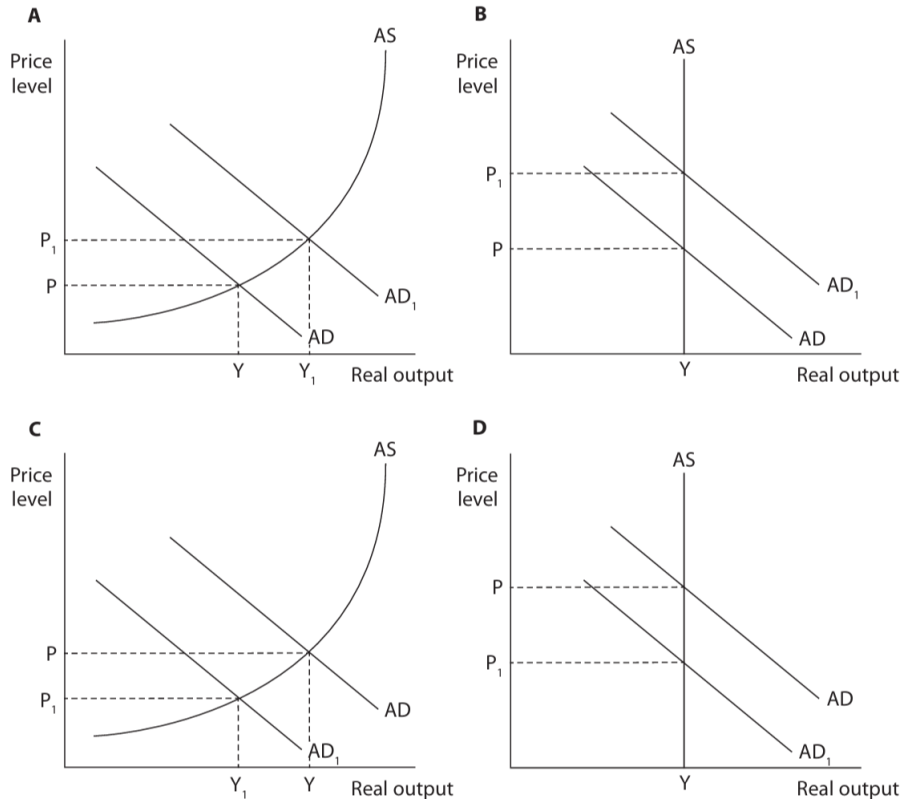 A
Price
level
AS
P₁
P
AD₁
AD
Y
Y₁
Real output
B
Price
level
AS
P₁
P
AD₁
AD
Y
Real output
C
Price
level
AS
P
P₁
AD
AD₁
Y₁
Y
Real output
D
Price
level
AS
P
P₁
AD
AD₁
Y
Real output